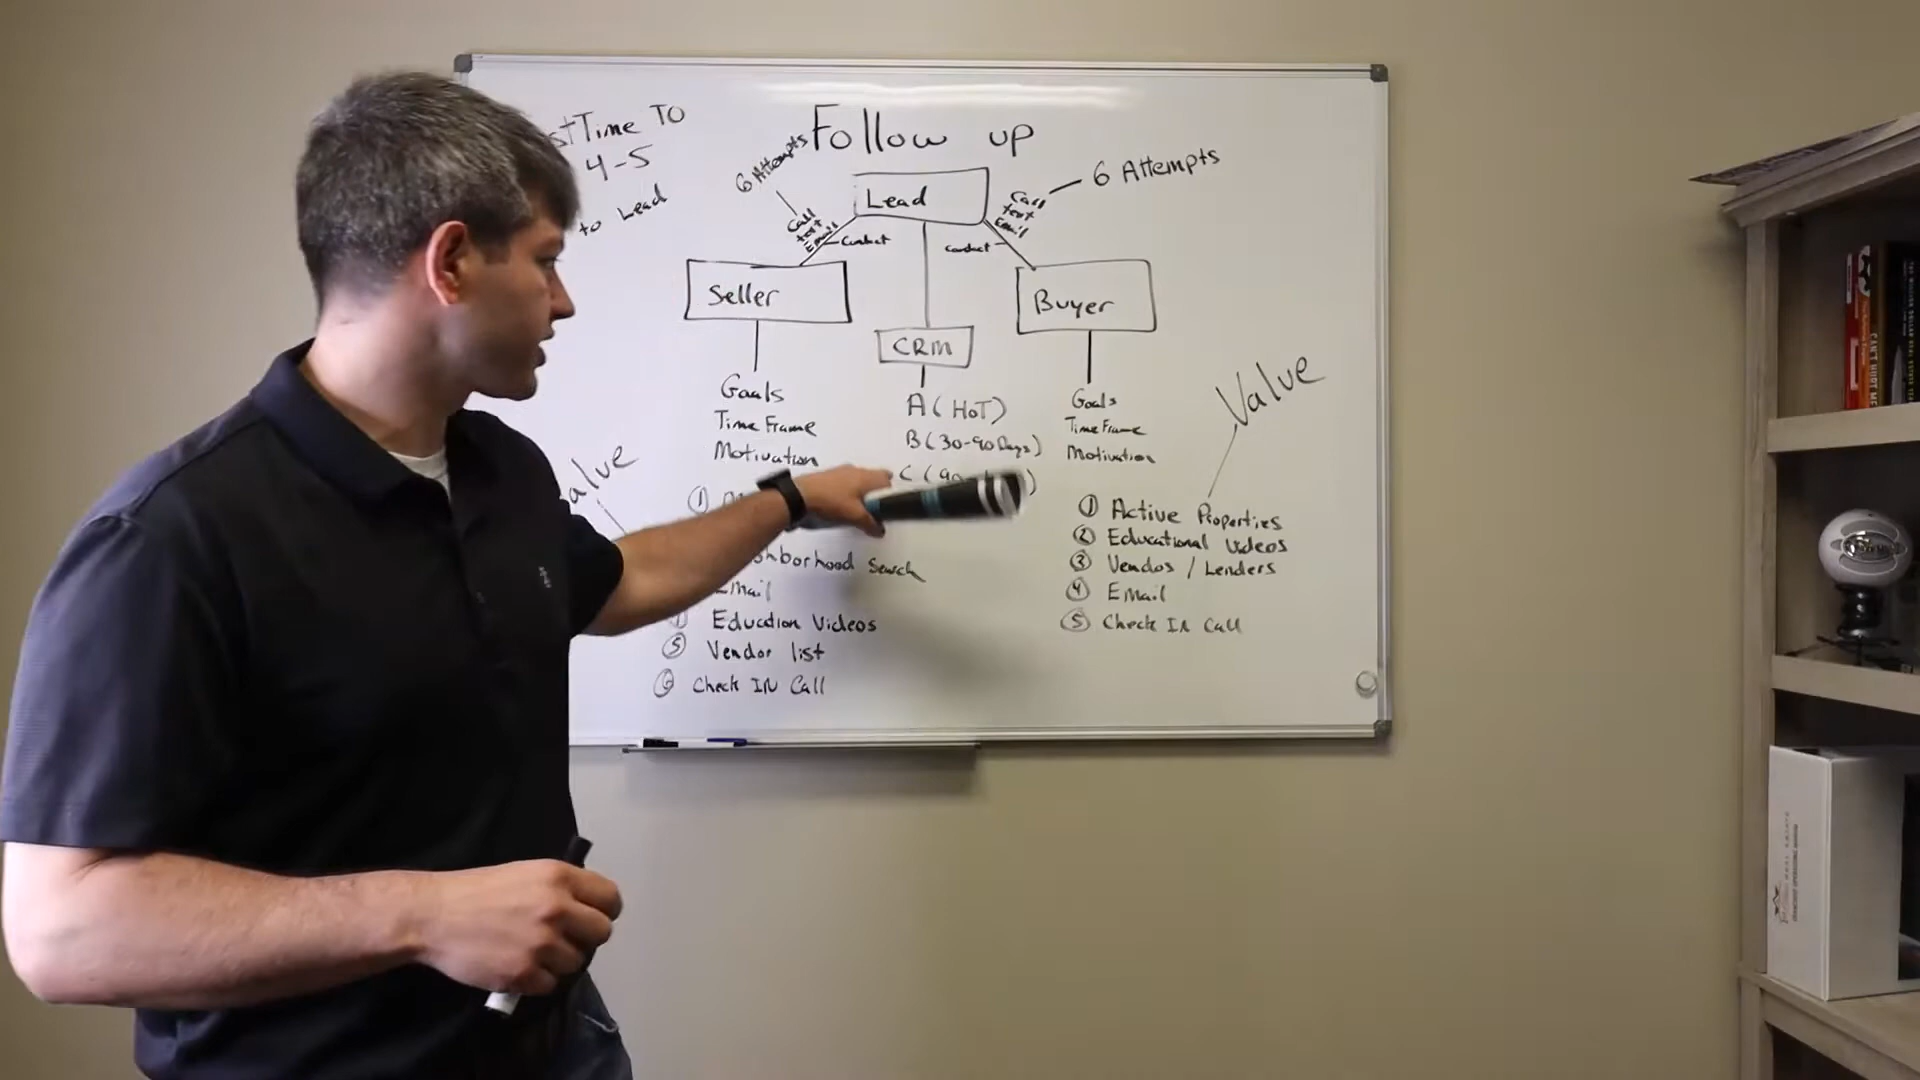 Follow up
Time To
4-5
to Lead
6 Attempts
Call
text
Email
Contact
Lead
Call
text
Email
Contact
6 Attempts
Seller
Goals
Time Frame
Motivation
①
Search
Email
Education Videos
⑤ Vendor list
⑥ Check IN Call
CRM
A (HOT)
B (30-90 Days)
C
Buyer
Goals
Time Frame
Motivation
Value
① Active Properties
② Educational Videos
③ Vendos / Lenders
④ Email
⑤ Check In Call